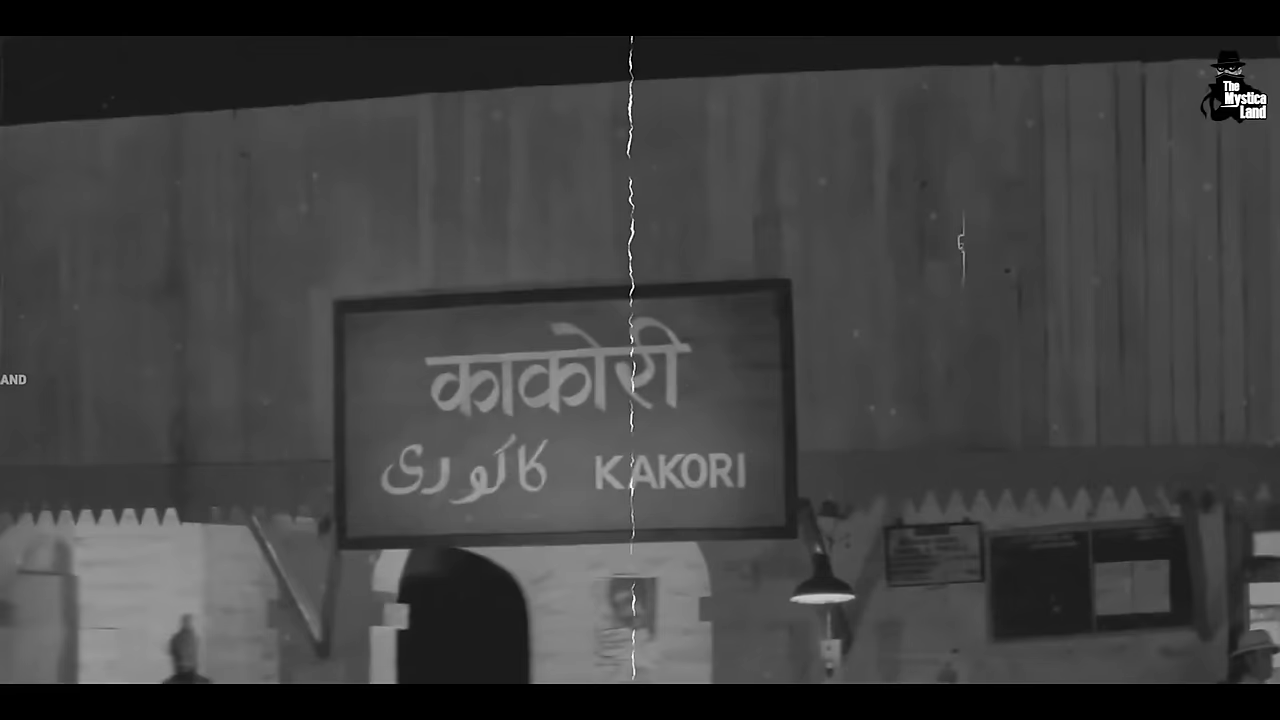 The
Mystica
Land
AND
काकोरी
کاکوری KAKORI